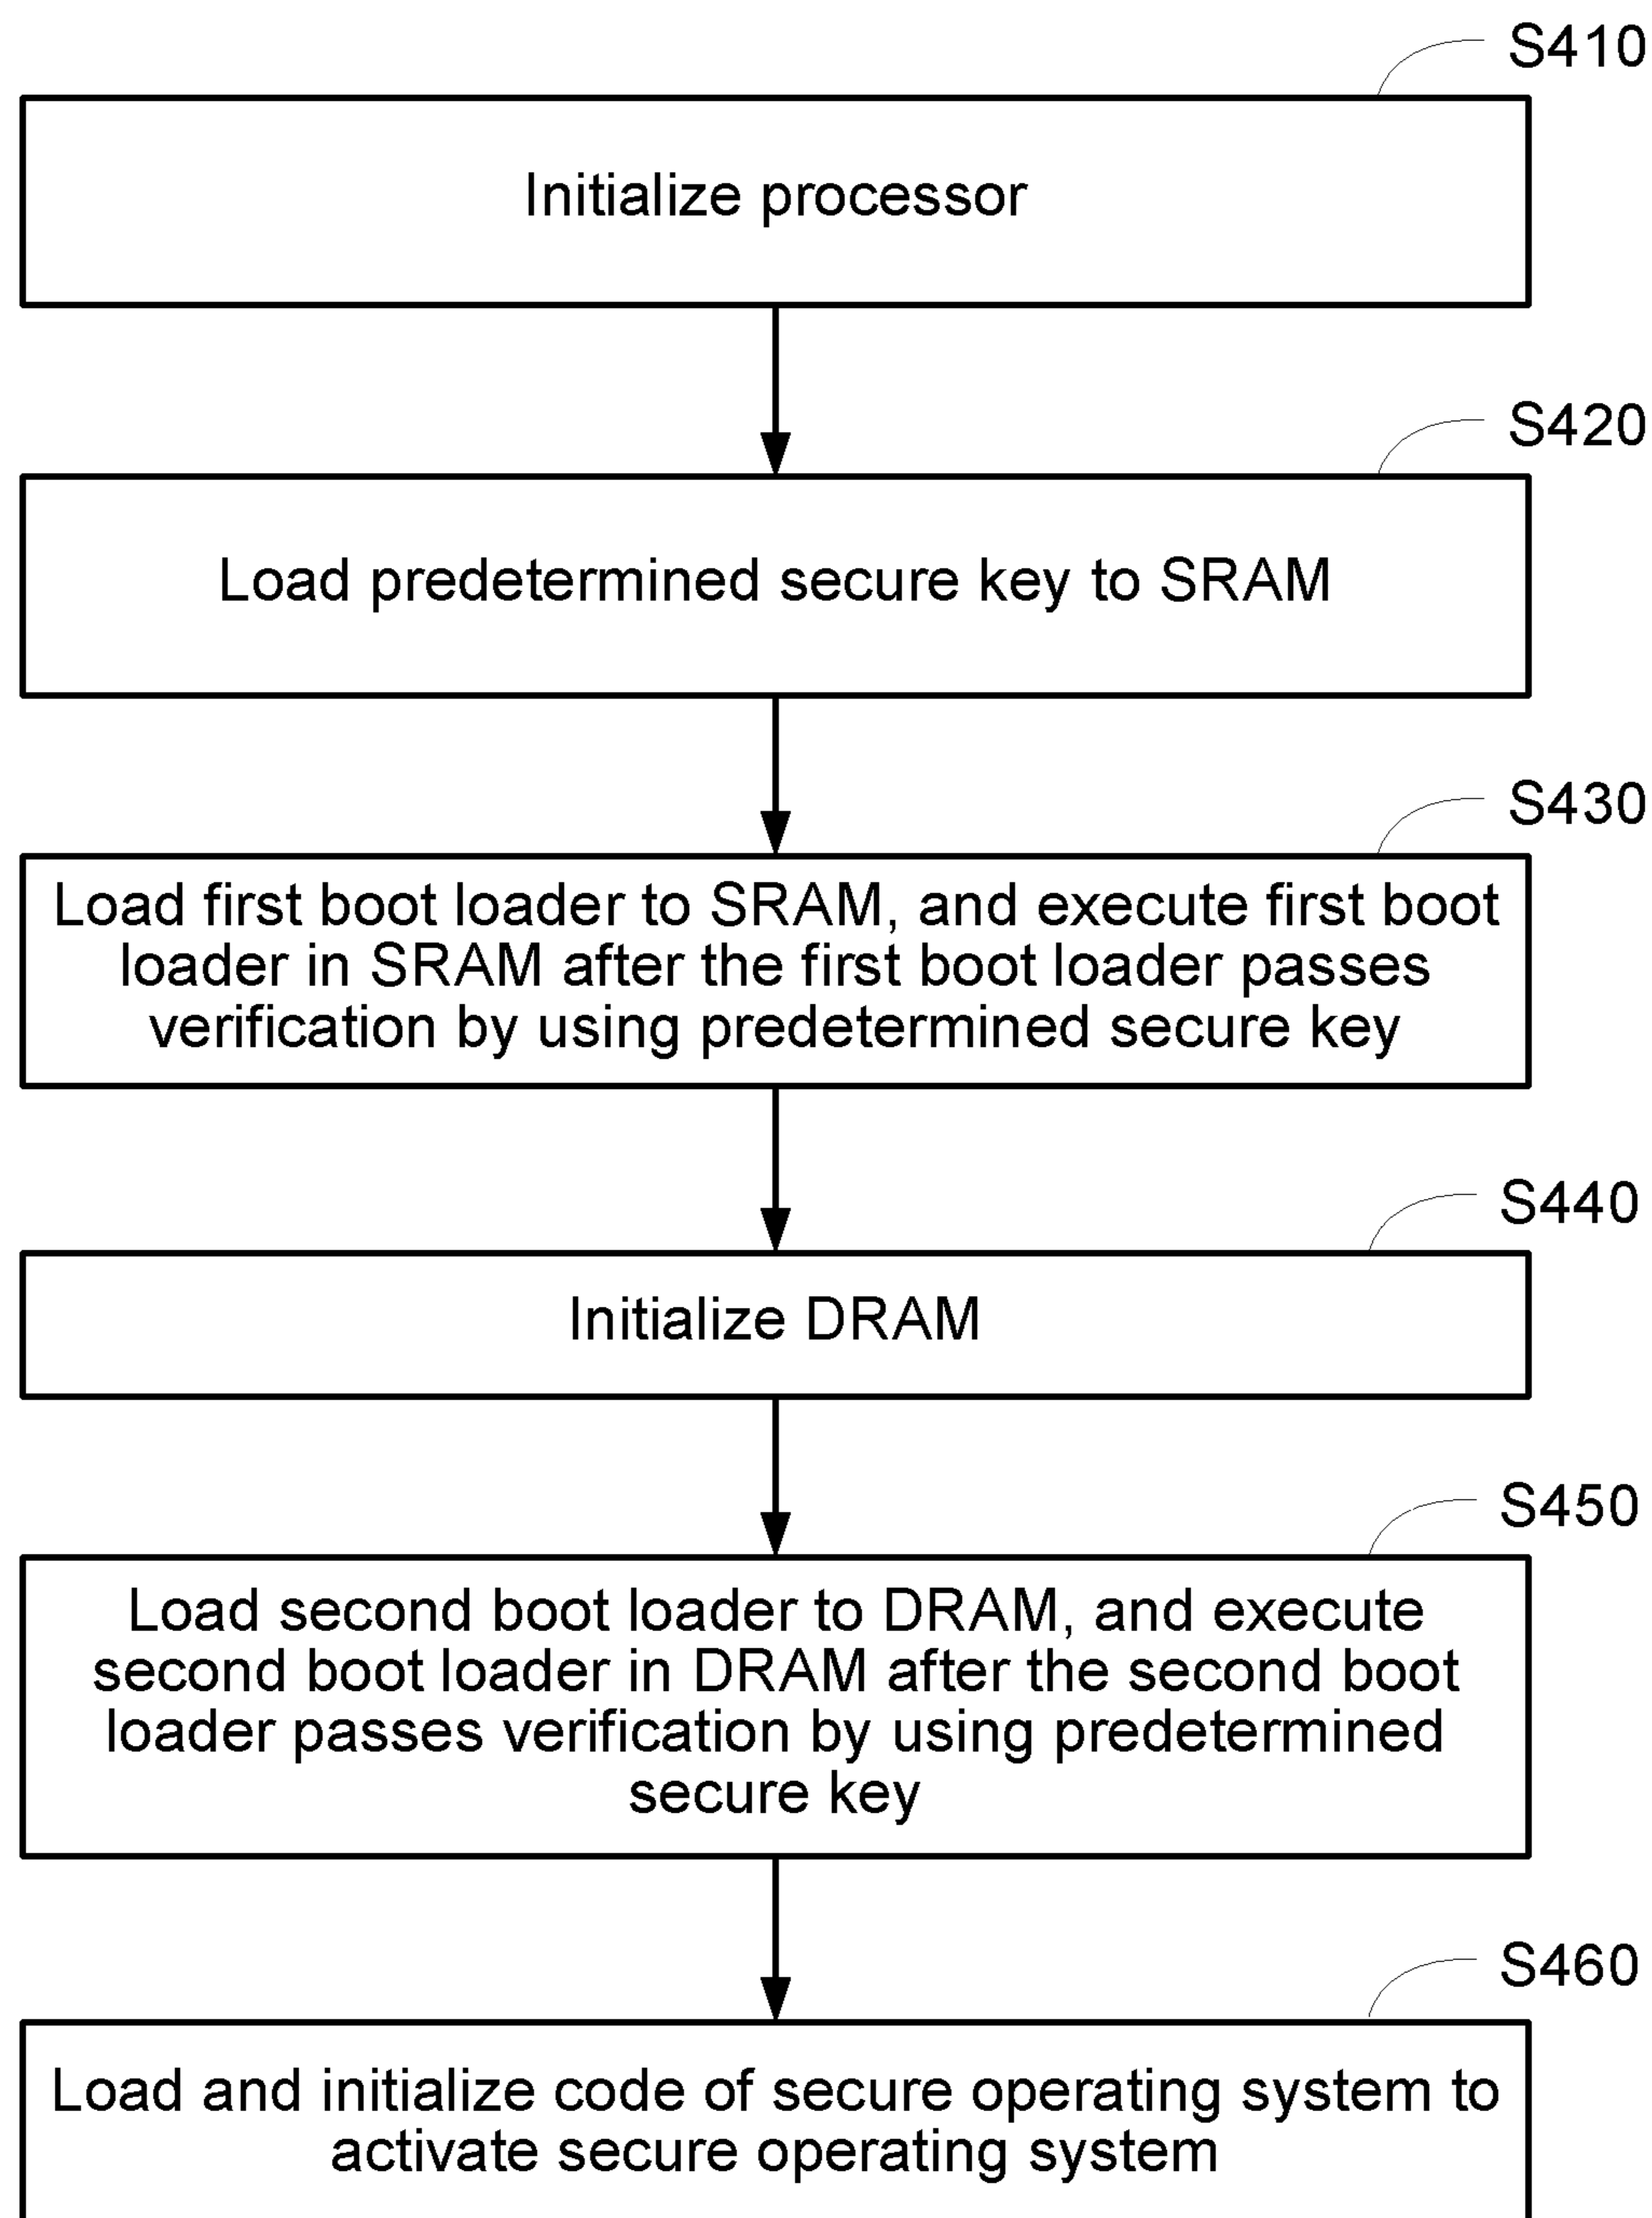 S410
Initialize processor
S420
Load predetermined secure key to SRAM
S430
Load first boot loader to SRAM, and execute first boot
loader in SRAM after the first boot loader passes
verification by using predetermined secure key
S440
Initialize DRAM
S450
Load second boot loader to DRAM, and execute
second boot loader in DRAM after the second boot
loader passes verification by using predetermined
secure key
S460
Load and initialize code of secure operating system to
activate secure operating system